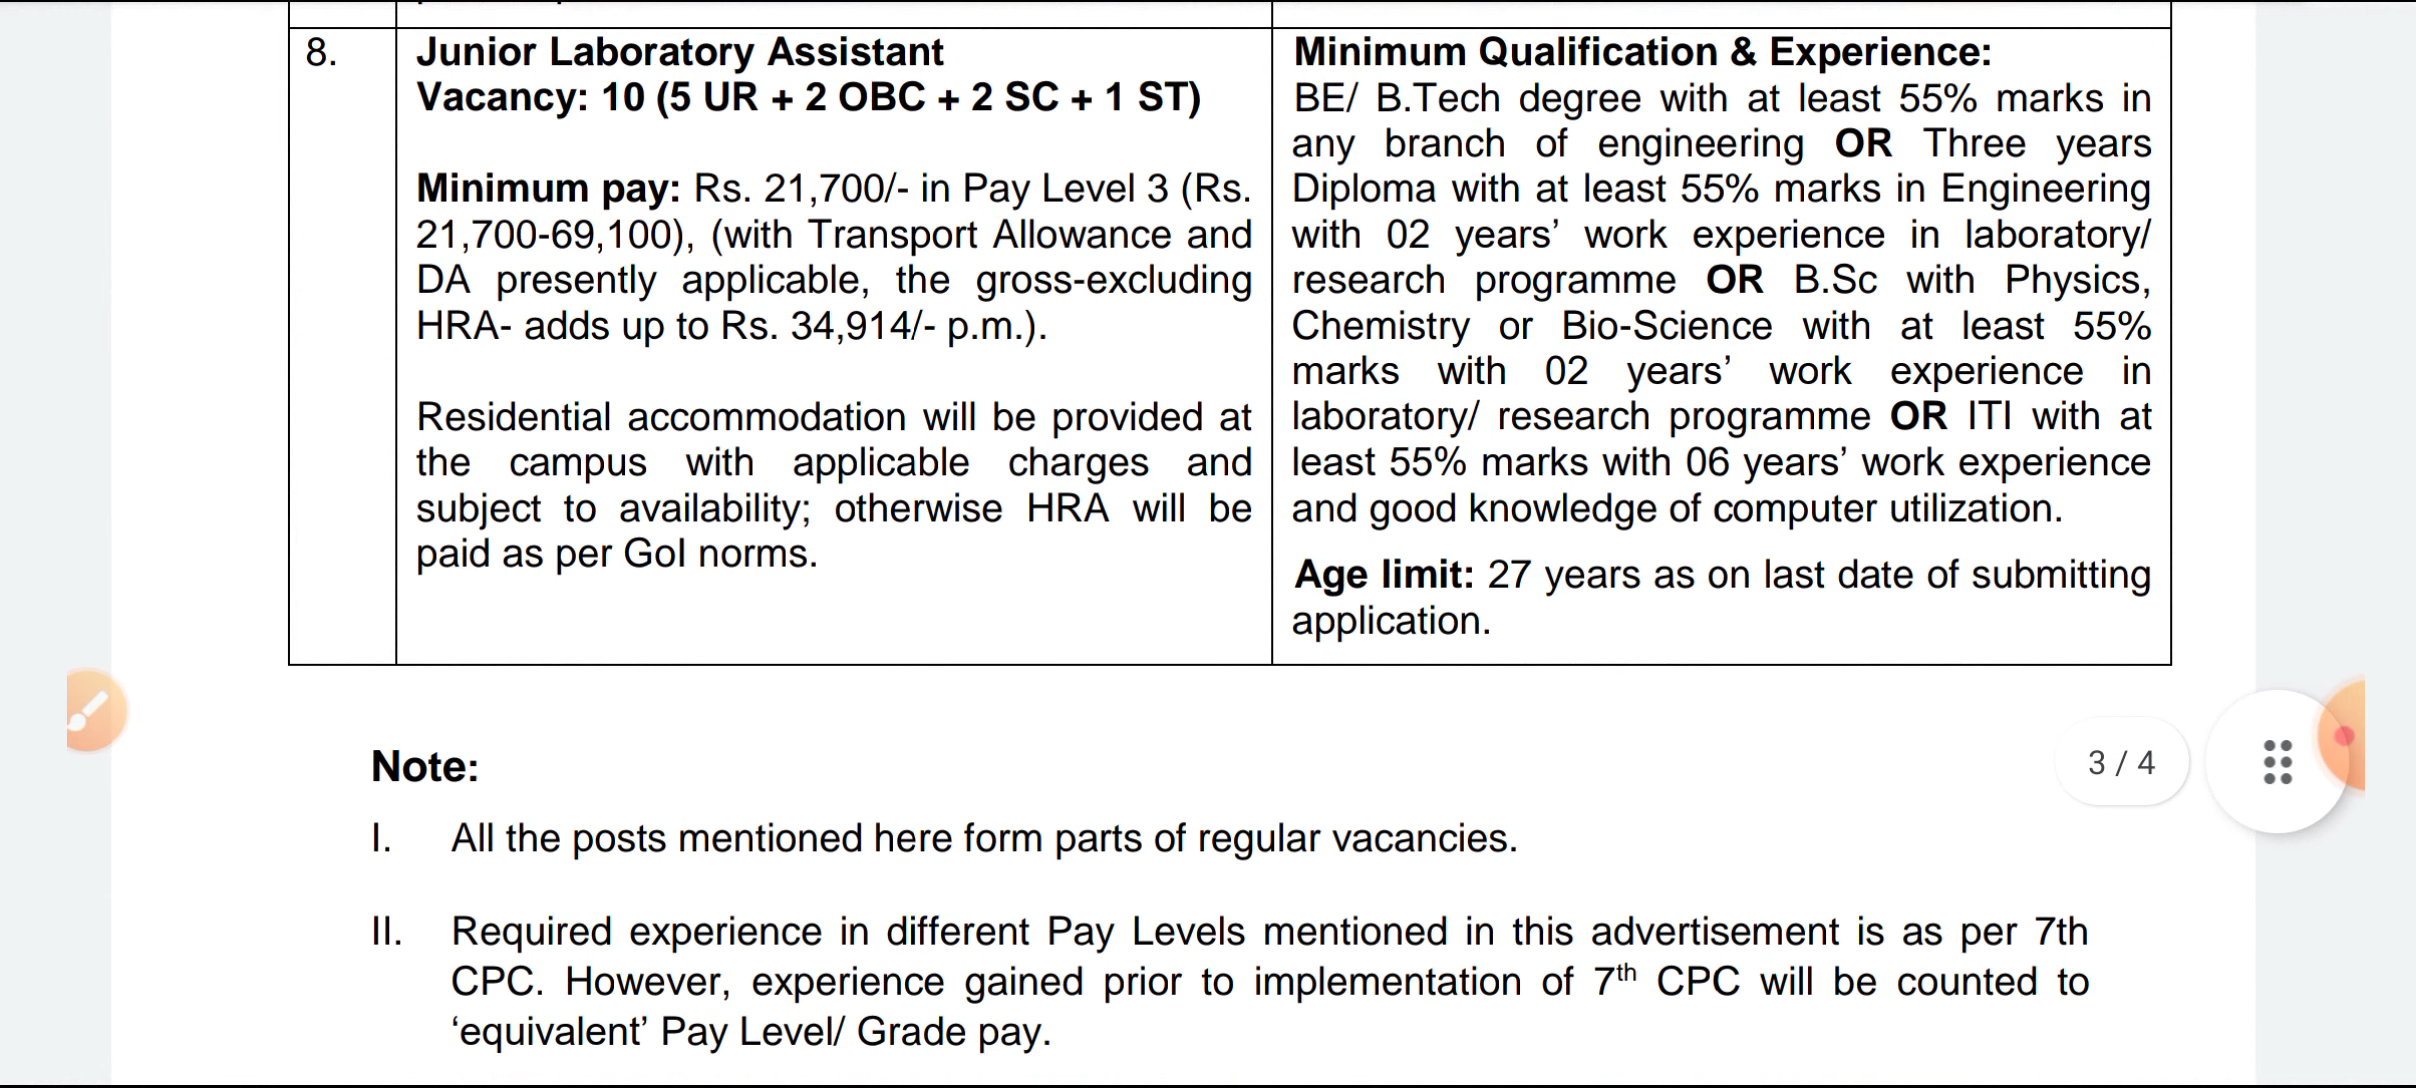 8.
Junior Laboratory Assistant
Vacancy: 10 (5 UR + 2 OBC + 2 SC + 1 ST)
Minimum pay: Rs. 21,700/- in Pay Level 3 (Rs.
21,700-69,100), (with Transport Allowance and
DA presently applicable, the gross-excluding
HRA- adds up to Rs. 34,914/- p.m.).
Residential accommodation will be provided at
the campus with applicable charges and
subject to availability; otherwise HRA will be
paid as per GoI norms.
Minimum Qualification & Experience:
BE/ B.Tech degree with at least 55% marks in
any branch of engineering OR Three years
Diploma with at least 55% marks in Engineering
with 02 years’ work experience in laboratory/
research programme OR B.Sc with Physics,
Chemistry or Bio-Science with at least 55%
marks with 02 years’ work experience in
laboratory/ research programme OR ITI with at
least 55% marks with 06 years’ work experience
and good knowledge of computer utilization.
Age limit: 27 years as on last date of submitting
application.
Note:
3 / 4
I. All the posts mentioned here form parts of regular vacancies.
II. Required experience in different Pay Levels mentioned in this advertisement is as per 7th
CPC. However, experience gained prior to implementation of 7th CPC will be counted to
‘equivalent’ Pay Level/ Grade pay.